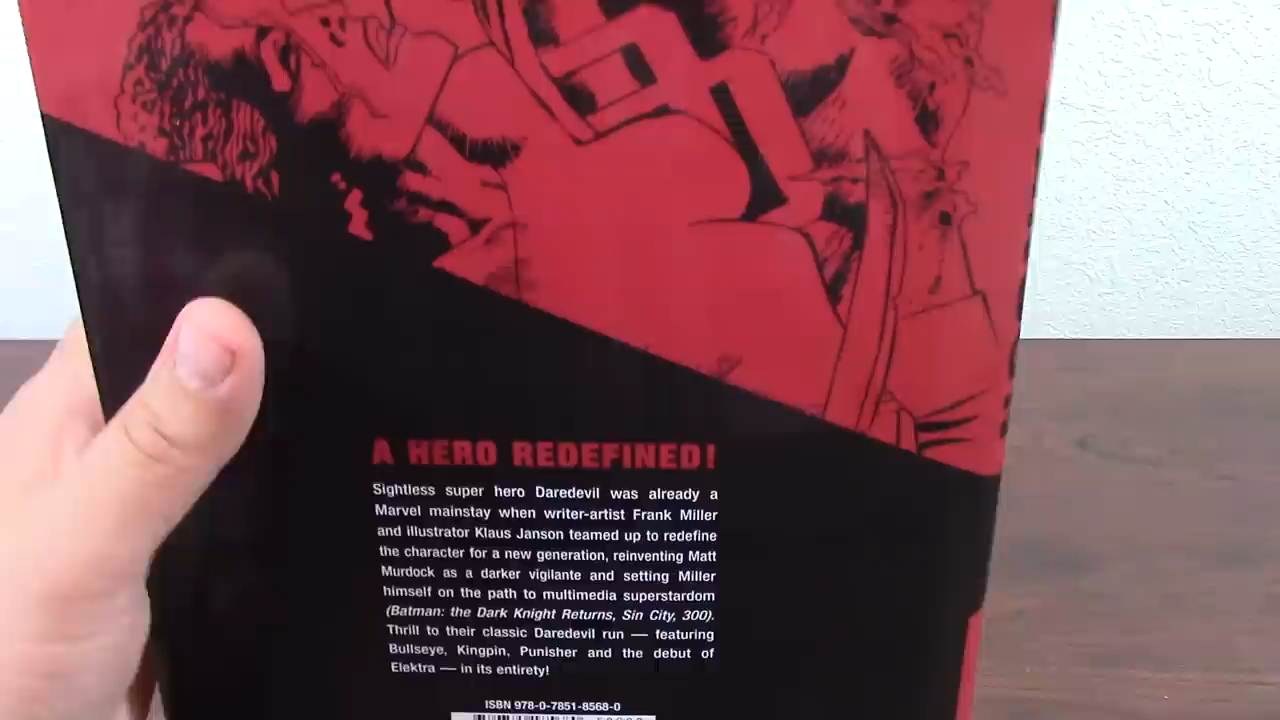 A HERO REDEFINED!
Sightless super hero Daredevil was already a
Marvel mainstay when writer-artist Frank Miller
and illustrator Klaus Janson teamed up to redefine
the character for a new generation, reinventing Matt
Murdock as a darker vigilante and setting Miller
himself on the path to multimedia superstardom
(Batman: the Dark Knight Returns, Sin City, 300).
Thrill to their classic Daredevil run — featuring
Bullseye, Kingpin, Punisher and the debut of
Elektra — in its entirety!
ISBN 978-0-7851-8568-0